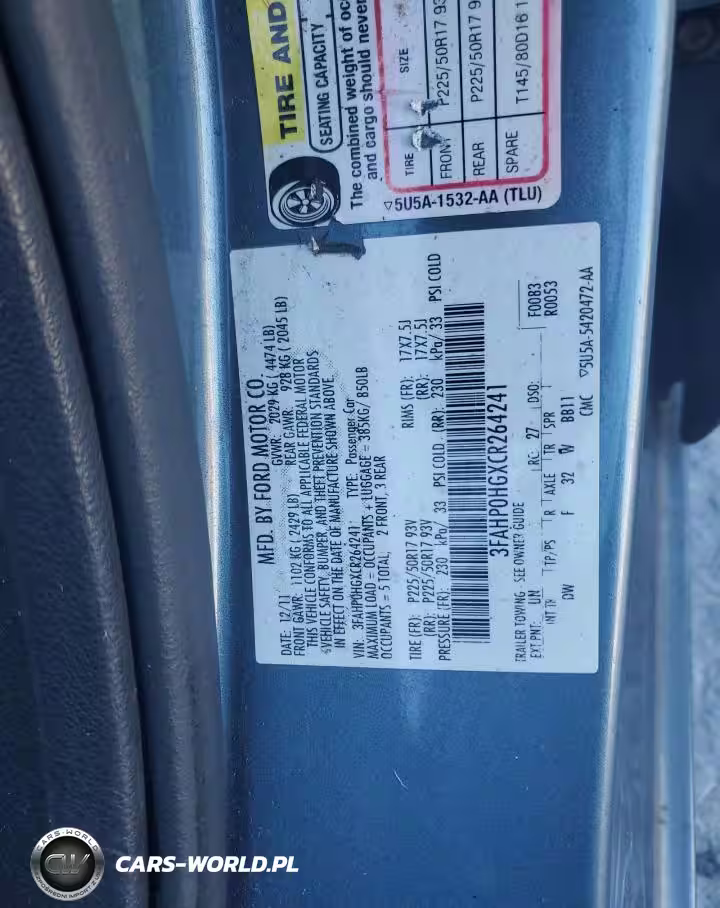 TIRE AND
SEATING CAPACITY
The combined weight of
and cargo should never
TIRE SIZE
FRONT P225/50R17 93
REAR P225/50R17 9
SPARE T145/80D16 1
▽5U5A-1532-AA (TLU)
MFD. BY FORD MOTOR CO.
DATE: 12/11 GVWR: 2029 KG ( 4474 LB)
FRONT GAWR: 1102 KG ( 2429 LB) REAR GAWR: 928 KG ( 2045 LB)
THIS VEHICLE CONFORMS TO ALL APPLICABLE FEDERAL MOTOR
VEHICLE SAFETY, BUMPER, AND THEFT PREVENTION STANDARDS
IN EFFECT ON THE DATE OF MANUFACTURE SHOWN ABOVE.
VIN: 3FAHP0HGXCR264241 TYPE: Passenger Car
MAXIMUM LOAD = OCCUPANTS + LUGGAGE = 385KG/ 850LB
OCCUPANTS = 5 TOTAL, 2 FRONT, 3 REAR
TIRE (FR): P225/50R17 93V RIMS (FR): 17X7.5J
(RR): P225/50R17 93V (RR): 17X7.5J
PRESSURE (FR): 230 kPa/ 33 PSI COLD (RR): 230 kPa/ 33 PSI COLD
3FAHP0HGXCR264241
TRAILER TOWING - SEE OWNER GUIDE
EXT PNT: UN RC: 27 DSO: F00B3
INT TR TP/PS R AXLE TR SPR R0053
DW F 32 W BB11
CMC ▽5U5A-5420472-AA
CARS-WORLD
CW
CARS-WORLD.PL